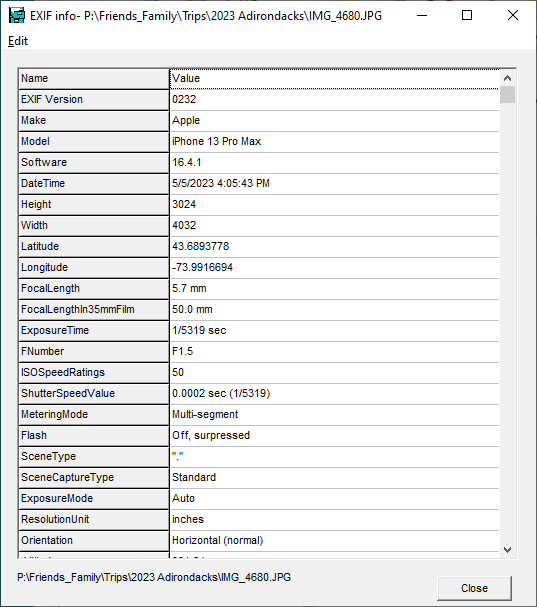 EXIF info- P:\Friends_Family\Trips\2023 Adirondacks\IMG_4680.JPG
Edit
Name Value
EXIF Version 0232
Make Apple
Model iPhone 13 Pro Max
Software 16.4.1
DateTime 5/5/2023 4:05:43 PM
Height 3024
Width 4032
Latitude 43.6893778
Longitude -73.9916694
FocalLength 5.7 mm
FocalLengthIn35mmFilm 50.0 mm
ExposureTime 1/5319 sec
FNumber F1.5
ISOSpeedRatings 50
ShutterSpeedValue 0.0002 sec (1/5319)
MeteringMode Multi-segment
Flash Off, surpressed
SceneType "."
SceneCaptureType Standard
ExposureMode Auto
ResolutionUnit inches
Orientation Horizontal (normal)
P:\Friends_Family\Trips\2023 Adirondacks\IMG_4680.JPG
Close